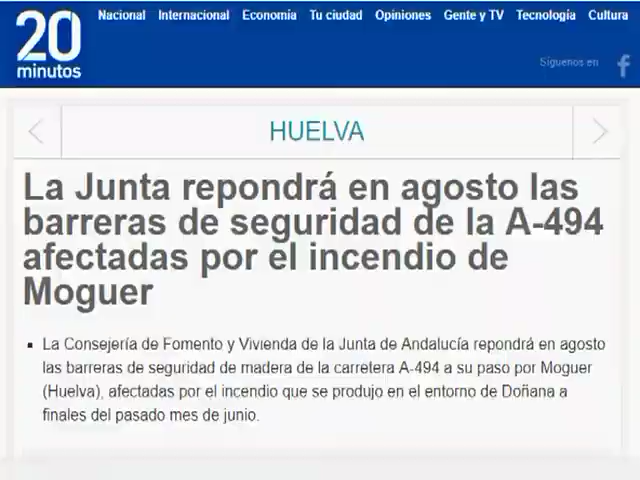 20 minutos
Nacional Internacional Economía Tu ciudad Opiniones Gente y TV Tecnología Cultura
Síguenos en
HUELVA
La Junta repondrá en agosto las
barreras de seguridad de la A-494
afectadas por el incendio de
Moguer
La Consejería de Fomento y Vivienda de la Junta de Andalucía repondrá en agosto
las barreras de seguridad de madera de la carretera A-494 a su paso por Moguer
(Huelva), afectadas por el incendio que se produjo en el entorno de Doñana a
finales del pasado mes de junio.